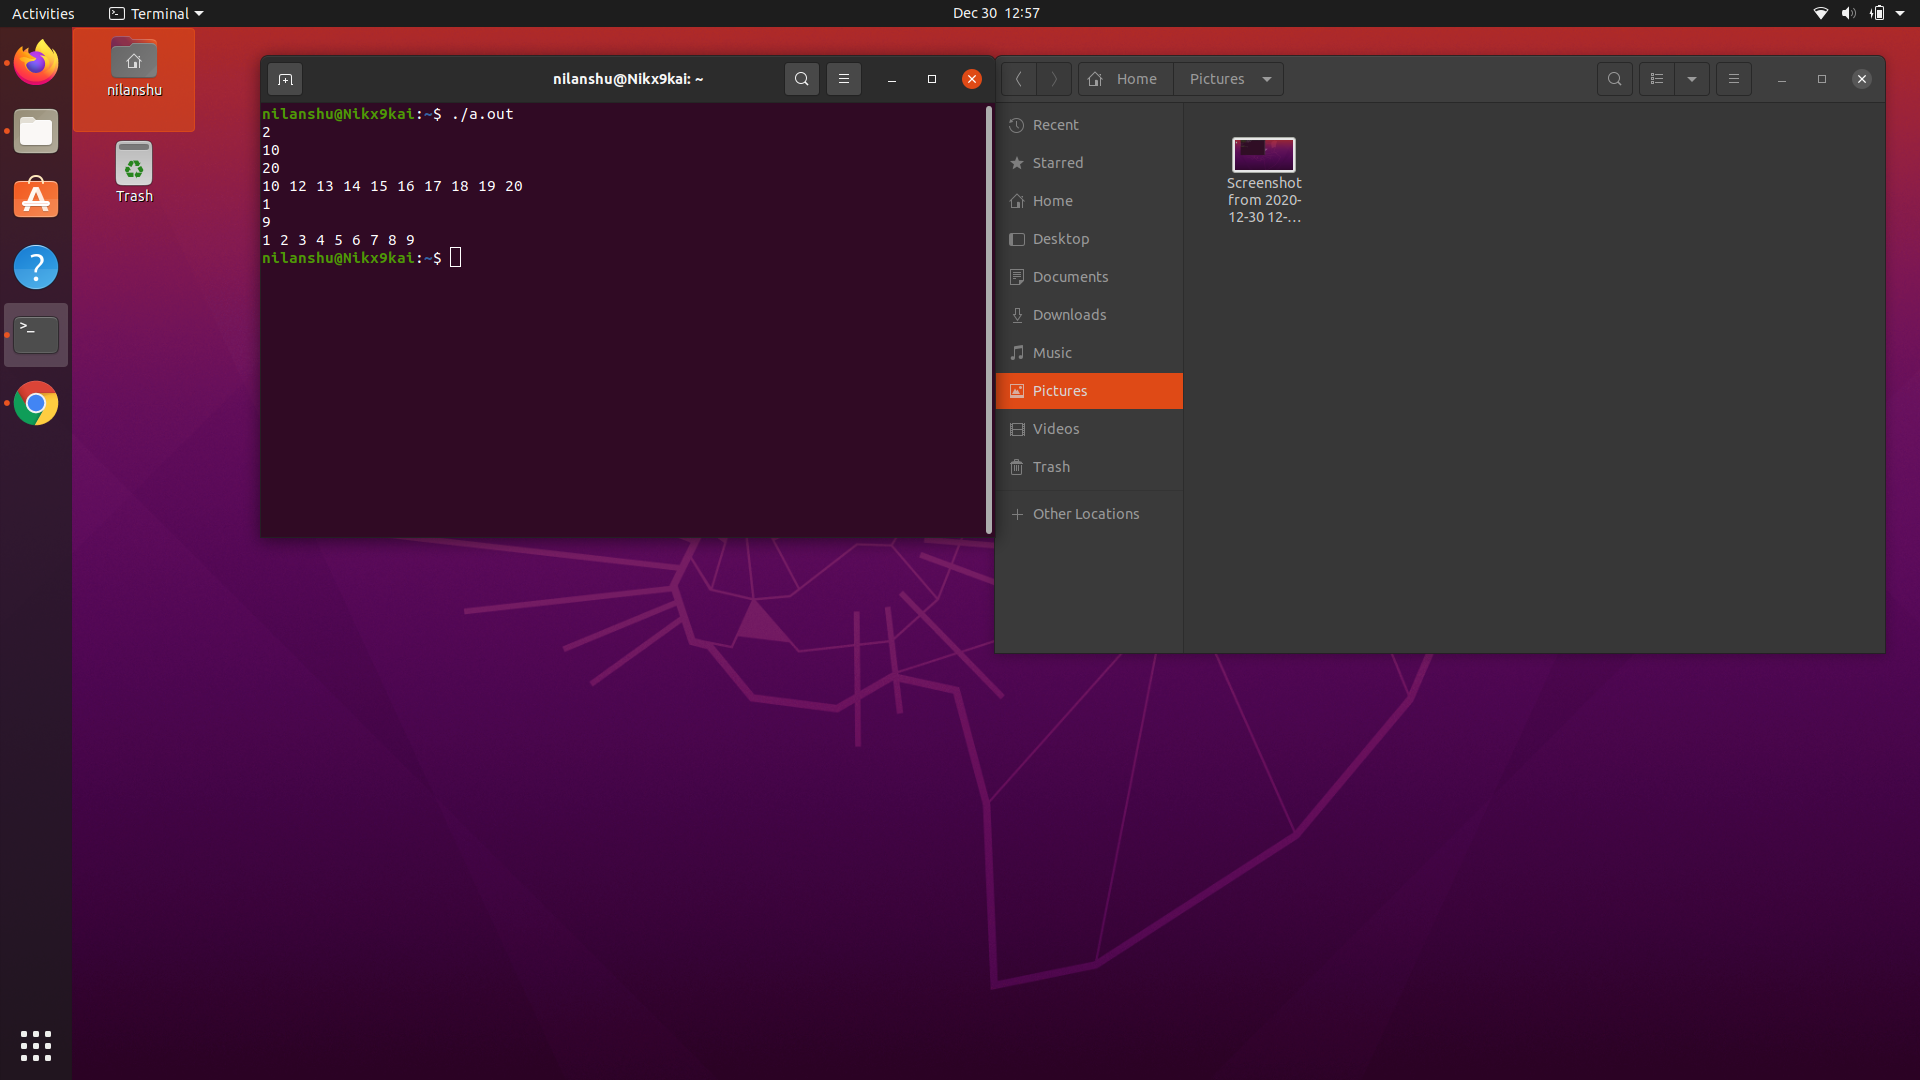 Activities
Terminal
Dec 30 12:57
nilanshu
Trash
nilanshu@Nikx9kai: ~
nilanshu@Nikx9kai:~$ ./a.out
2
10
20
10 12 13 14 15 16 17 18 19 20
1
9
1 2 3 4 5 6 7 8 9
nilanshu@Nikx9kai:~$
Home
Pictures
Recent
Starred
Home
Desktop
Documents
Downloads
Music
Pictures
Videos
Trash
Other Locations
Screenshot
from 2020-
12-30 12-…